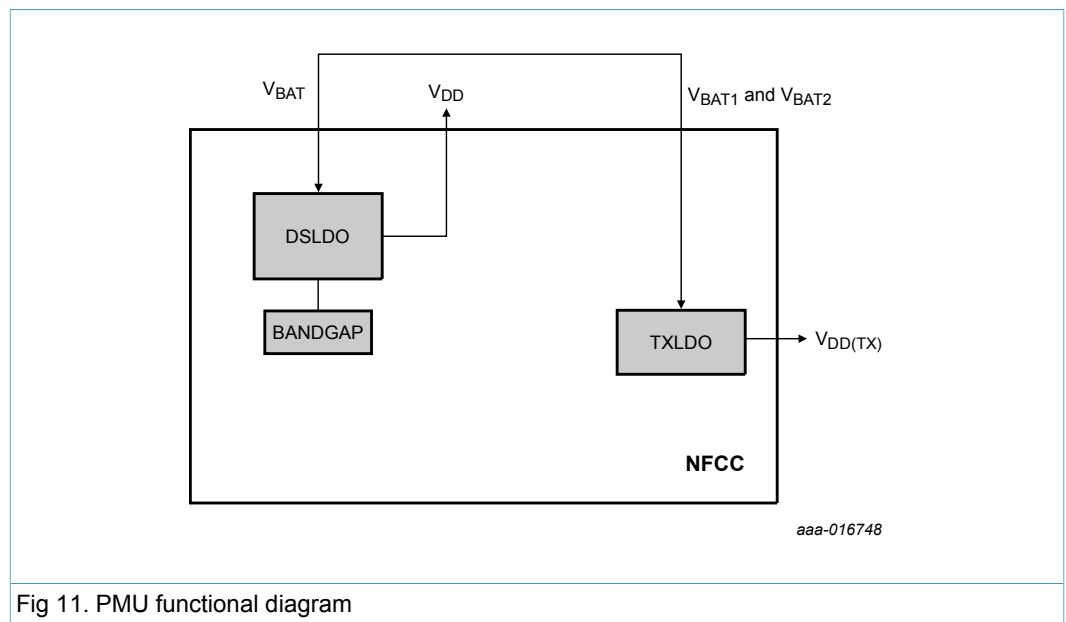 VBAT
VDD
VBAT1 and VBAT2
DSLDO
BANDGAP
TXLDO
VDD(TX)
NFCC
aaa-016748
Fig 11. PMU functional diagram